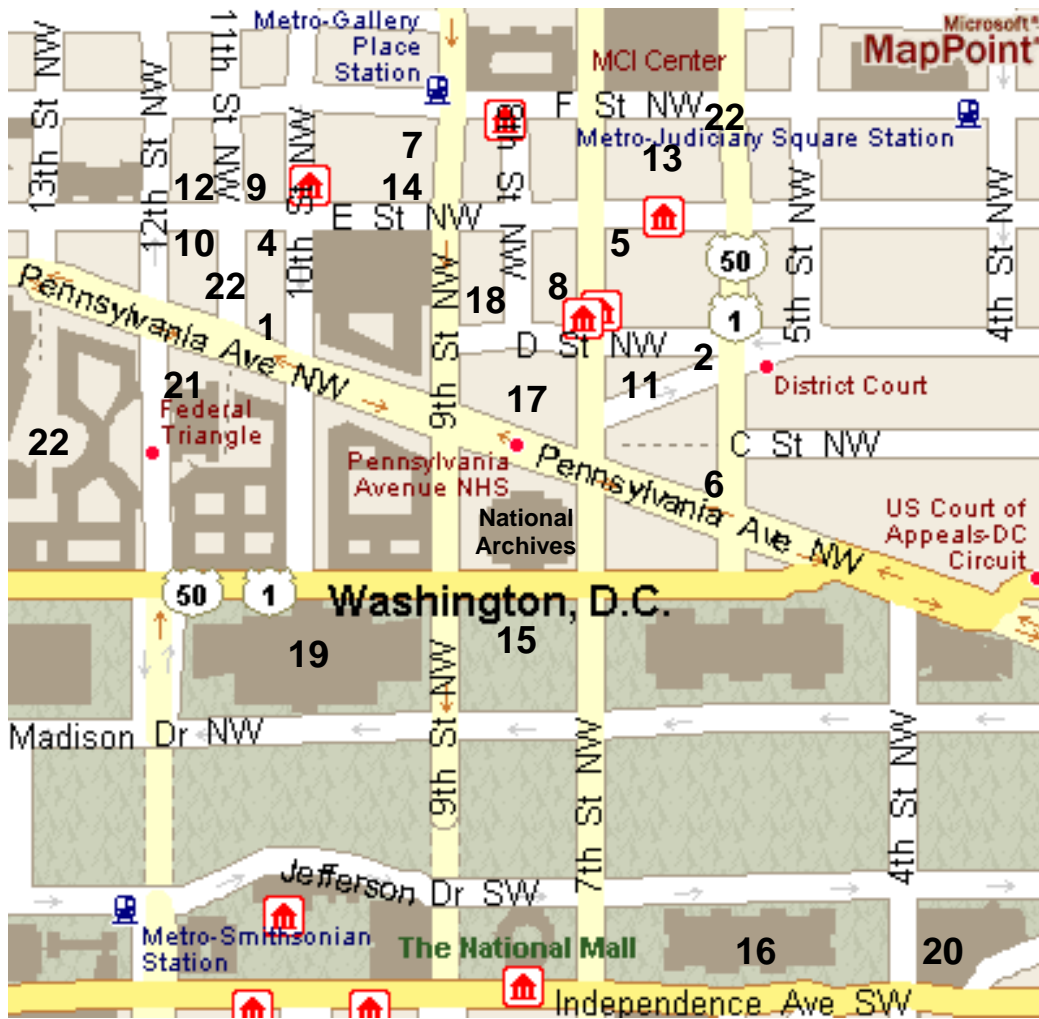 Metro-Gallery
Place
Station
MCI Center
Microsoft®
MapPoint®
13th St NW
12th St NW
11th St NW
10th St NW
8th St NW
F St NW
22
Metro-Judiciary Square Station
7
13
12
9
14
E St NW
10
4
5
50
22
18
8
1
1
9th St NW
5th St NW
4th St NW
Pennsylvania Ave NW
D St NW
2
21
17
11
District Court
Federal
Triangle
22
C St NW
Pennsylvania
Avenue NHS
Pennsylvania Ave NW
6
National
Archives
US Court of
Appeals-DC
Circuit
50
1
Washington, D.C.
19
15
Madison Dr NW
9th St NW
7th St NW
4th St NW
Jefferson Dr SW
Metro-Smithsonian
Station
The National Mall
16
20
Independence Ave SW